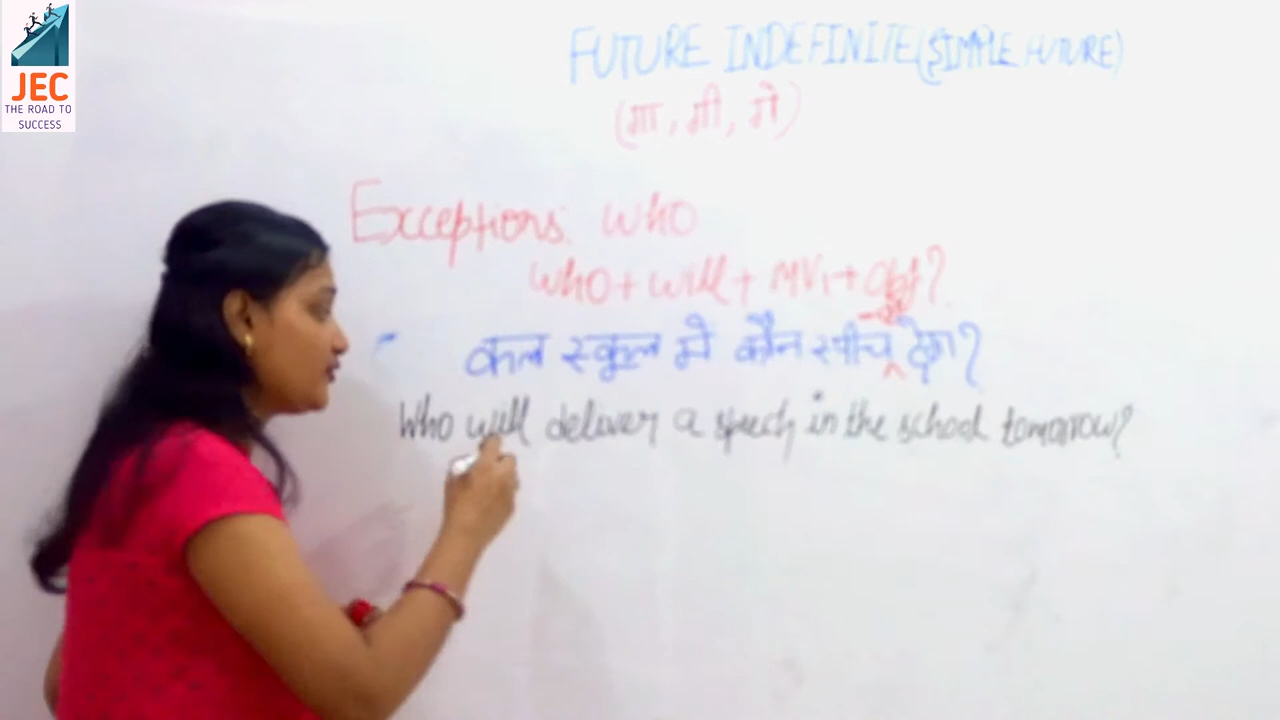 JEC
THE ROAD TO
SUCCESS
FUTURE INDEFINITE (SIMPLE FUTURE)
(गा, गी, गे)
Exceptions: who
who + will + MV₁ + Obj?
कल स्कूल मे कौन स्पीच देगा?
Who will deliver a speech in the school tomorrow?